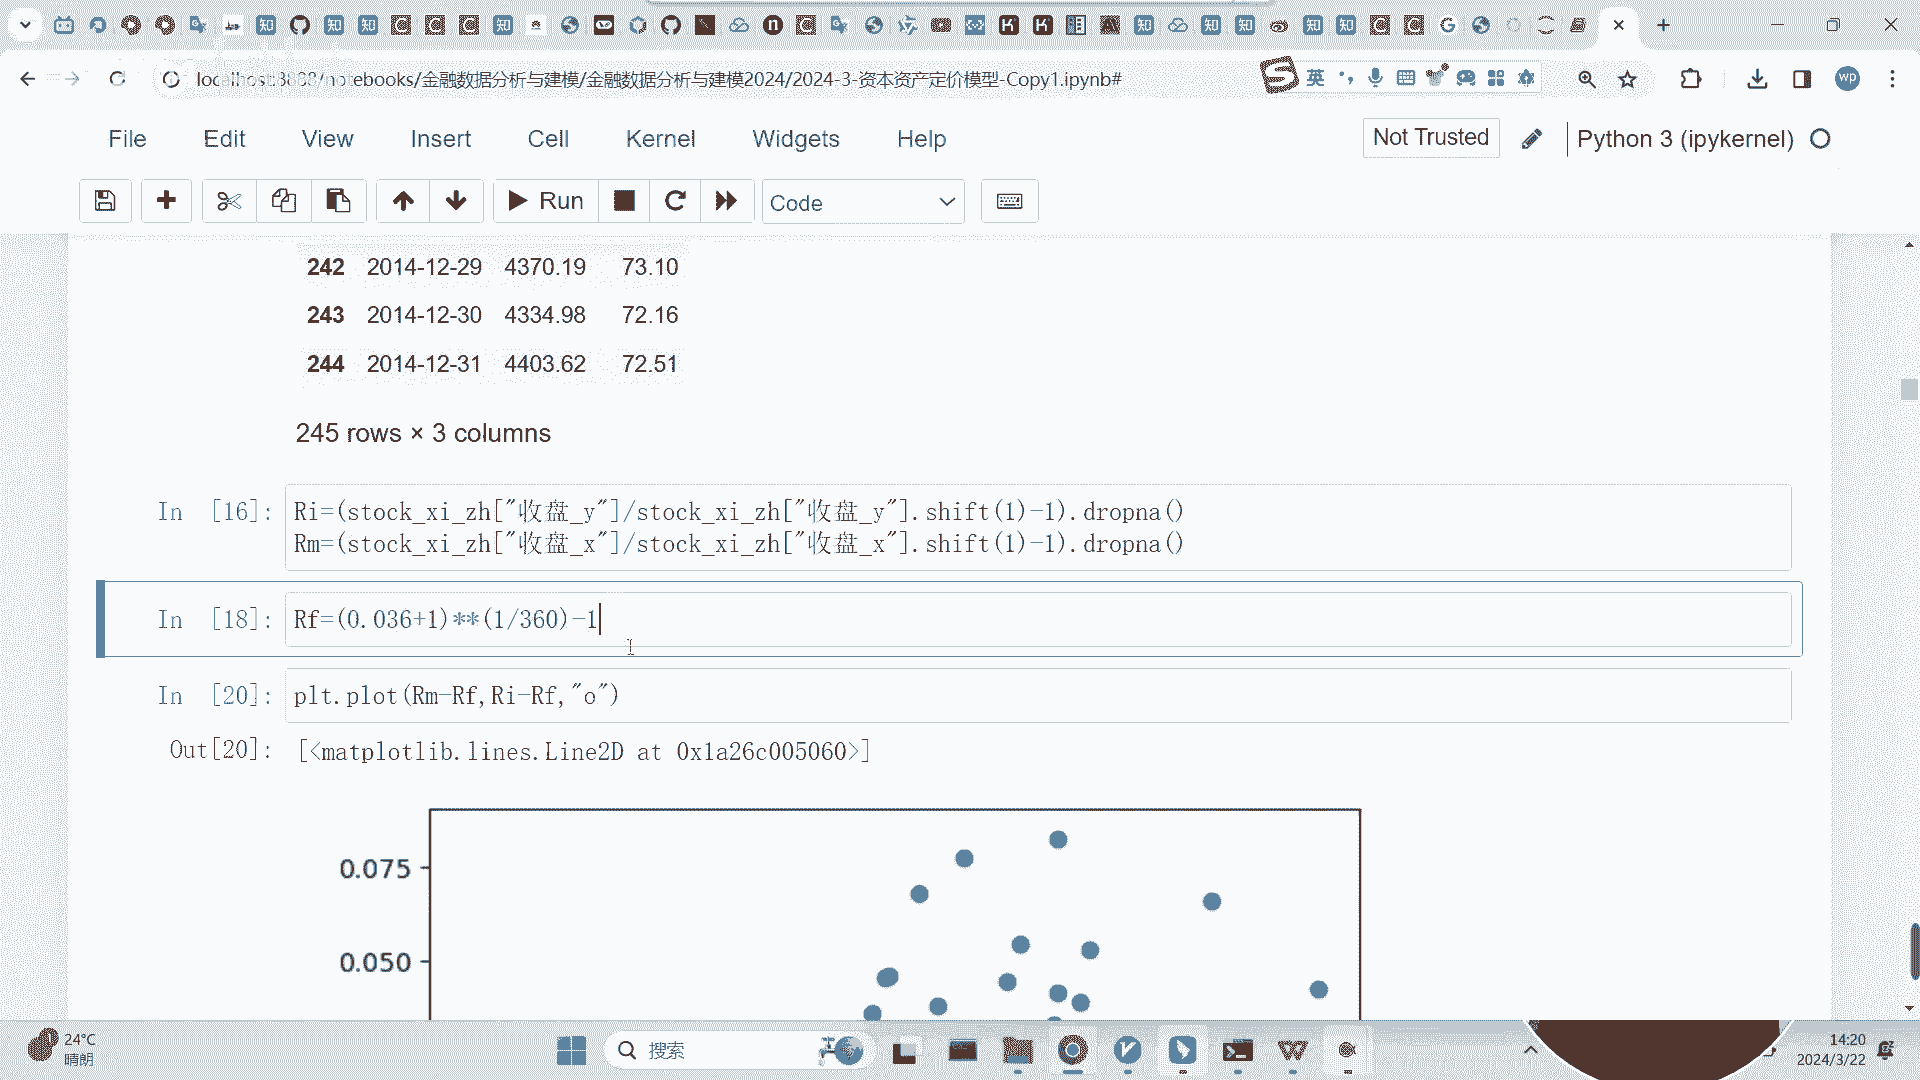 localhost:8888/notebooks/金融数据分析与建模/金融数据分析与建模2024/2024-3-资本资产定价模型-Copy1.ipynb#
英
wp
File Edit View Insert Cell Kernel Widgets Help
Not Trusted
Python 3 (ipykernel)
Run
Code
242 2014-12-29 4370.19 73.10
243 2014-12-30 4334.98 72.16
244 2014-12-31 4403.62 72.51
245 rows × 3 columns
In [16]: Ri=(stock_xi_zh["收盘_y"]/stock_xi_zh["收盘_y"].shift(1)-1).dropna()
Rm=(stock_xi_zh["收盘_x"]/stock_xi_zh["收盘_x"].shift(1)-1).dropna()
In [18]: Rf=(0.036+1)**(1/360)-1
In [20]: plt.plot(Rm-Rf,Ri-Rf,"o")
Out[20]: [<matplotlib.lines.Line2D at 0x1a26c005060>]
0.075
0.050
24°C
晴朗
搜索
14:20
2024/3/22